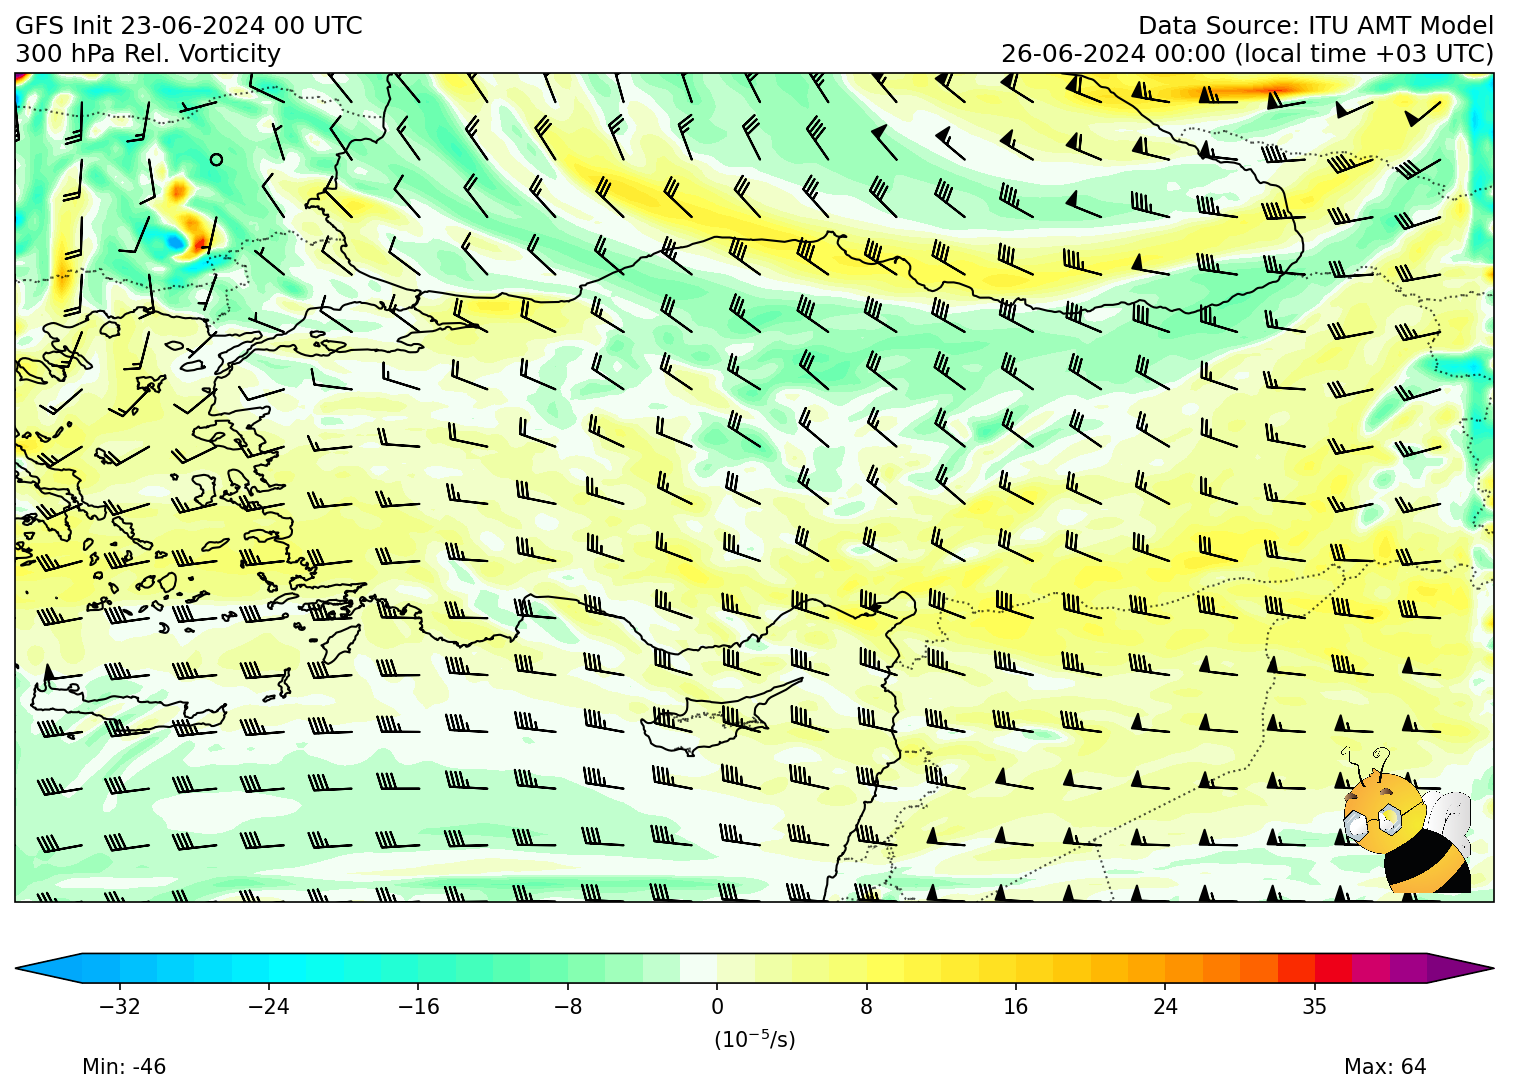 GFS Init 23-06-2024 00 UTC
300 hPa Rel. Vorticity
Data Source: ITU AMT Model
26-06-2024 00:00 (local time +03 UTC)
−32 −24 −16 −8 0 8 16 24 35
(10⁻⁵/s)
Min: -46
Max: 64